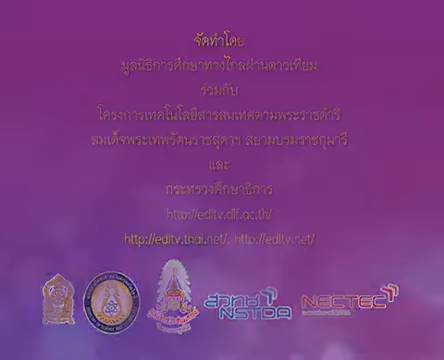 จัดทำโดย
มูลนิธิการศึกษาทางไกลผ่านดาวเทียม
ร่วมกับ
โครงการเทคโนโลยีสารสนเทศตามพระราชดำริ
สมเด็จพระเทพรัตนราชสุดาฯ สยามบรมราชกุมารี
และ
กระทรวงศึกษาธิการ
http://edltv.dlf.ac.th/
http://edltv.thai.net/, http://edltv.net/
สวทช NECTEC
NSTDA